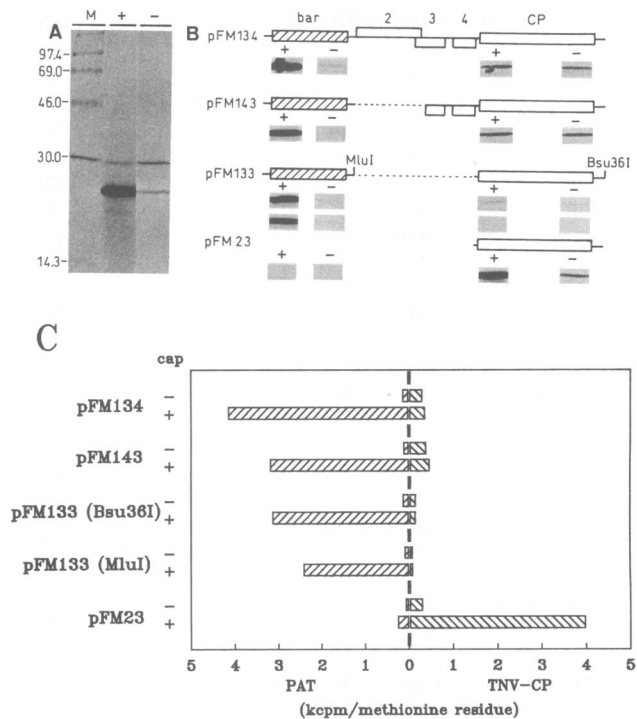 A
M + −
97.4
69.0
46.0
30.0
14.3
B
bar 2 3 4 CP
pFM134
+ − + −
pFM143
+ − + −
MluI Bsu36I
pFM133
+ − + −
pFM 23
+ − + −
C
cap
pFM134 − +
pFM143 − +
pFM133 (Bsu36I) − +
pFM133 (MluI) − +
pFM23 − +
5 4 3 2 1 0 1 2 3 4 5
PAT TNV-CP
(kcpm/methionine residue)